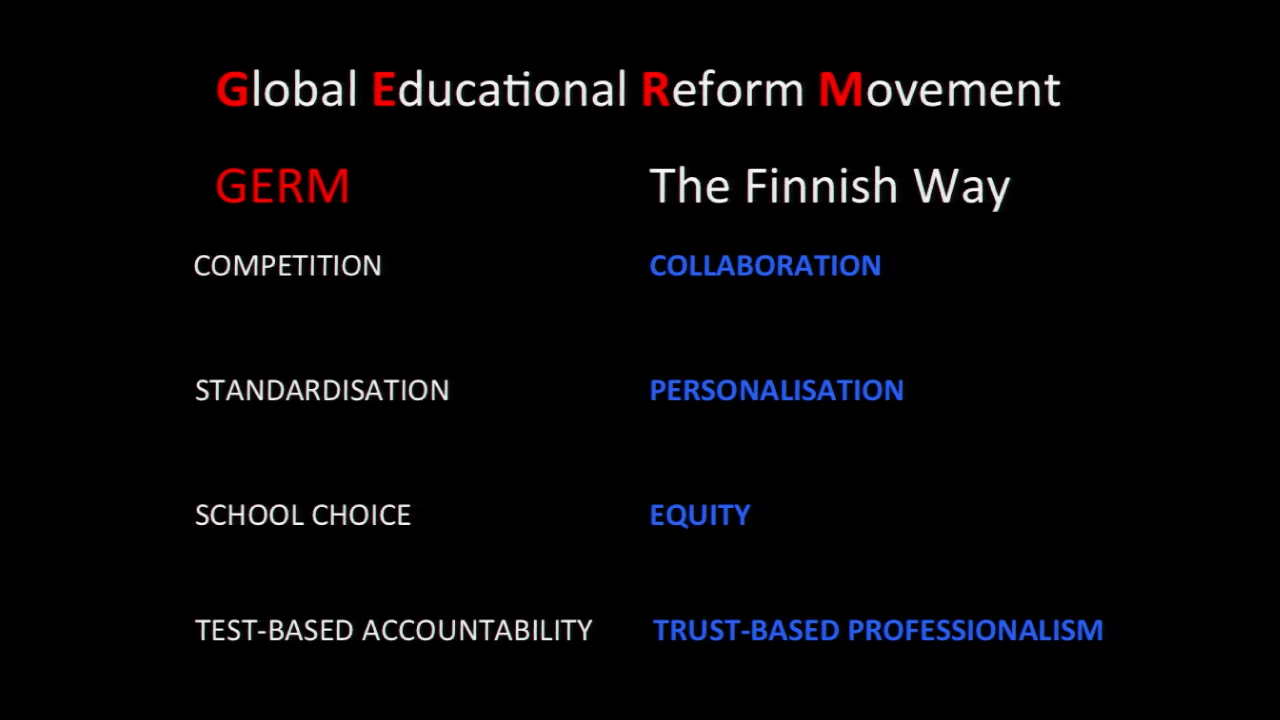 Global Educational Reform Movement
GERM The Finnish Way
COMPETITION COLLABORATION
STANDARDISATION PERSONALISATION
SCHOOL CHOICE EQUITY
TEST-BASED ACCOUNTABILITY TRUST-BASED PROFESSIONALISM